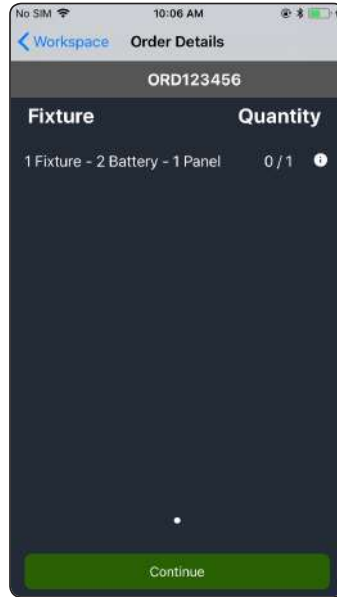 No SIM 10:06 AM
Workspace Order Details
ORD123456
Fixture Quantity
1 Fixture - 2 Battery - 1 Panel 0 / 1
Continue